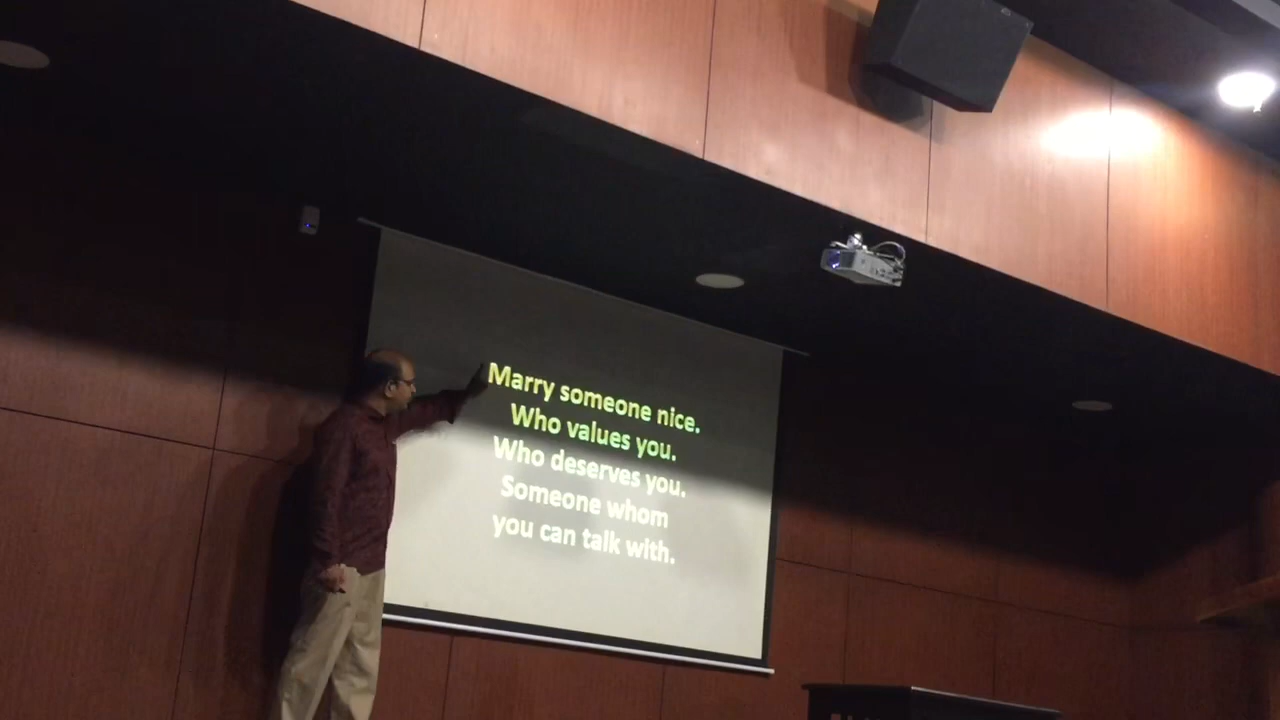 Marry someone nice.
Who values you.
Who deserves you.
Someone whom
you can talk with.